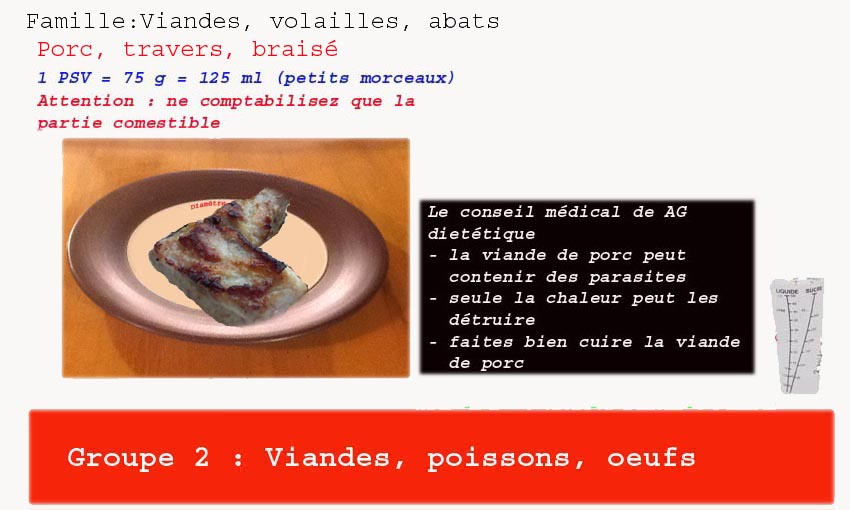 Famille:Viandes, volailles, abats
Porc, travers, braisé
1 PSV = 75 g = 125 ml (petits morceaux)
Attention : ne comptabilisez que la
partie comestible
Diamètre
Le conseil médical de AG
dietétique
- la viande de porc peut
contenir des parasites
- seule la chaleur peut les
détruire
- faites bien cuire la viande
de porc
LIQUIDE SUCRE
Groupe 2 : Viandes, poissons, oeufs